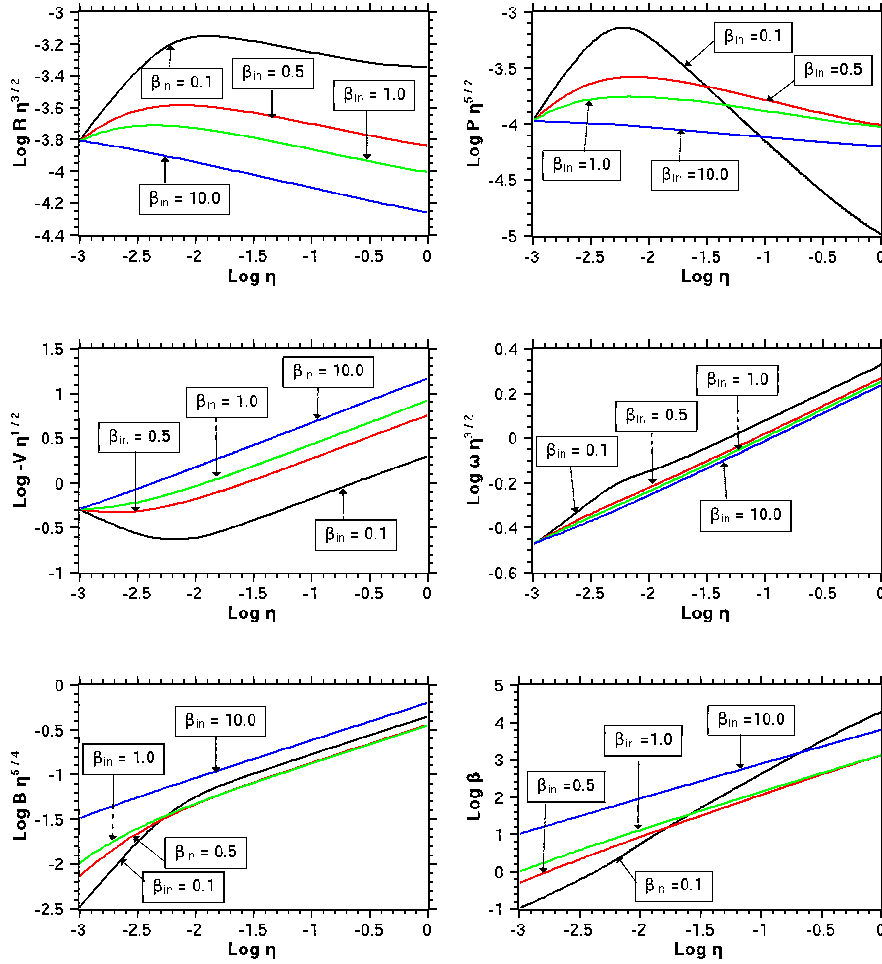 -3
-3.2
-3.4
-3.6
-3.8
-4
-4.2
-4.4
Log R η^3/2
β_in = 0.1
β_in = 0.5
β_in = 1.0
β_in = 10.0
-3 -2.5 -2 -1.5 -1 -0.5 0
Log η
-3
-3.5
-4
-4.5
-5
Log P η^5/2
β_in = 0.1
β_in = 0.5
β_in = 1.0
β_in = 10.0
-3 -2.5 -2 -1.5 -1 -0.5 0
Log η
1.5
1
0.5
0
-0.5
-1
Log -V η^1/2
β_in = 10.0
β_in = 1.0
β_in = 0.5
β_in = 0.1
-3 -2.5 -2 -1.5 -1 -0.5 0
Log η
0.4
0.2
0
-0.2
-0.4
-0.6
Log ω η^3/2
β_in = 1.0
β_in = 0.5
β_in = 0.1
β_in = 10.0
-3 -2.5 -2 -1.5 -1 -0.5 0
Log η
0
-0.5
-1
-1.5
-2
-2.5
Log B η^5/4
β_in = 10.0
β_in = 1.0
β_in = 0.5
β_in = 0.1
-3 -2.5 -2 -1.5 -1 -0.5 0
Log η
5
4
3
2
1
0
-1
Log β
β_in =10.0
β_in =1.0
β_in =0.5
β_in =0.1
-3 -2.5 -2 -1.5 -1 -0.5 0
Log η